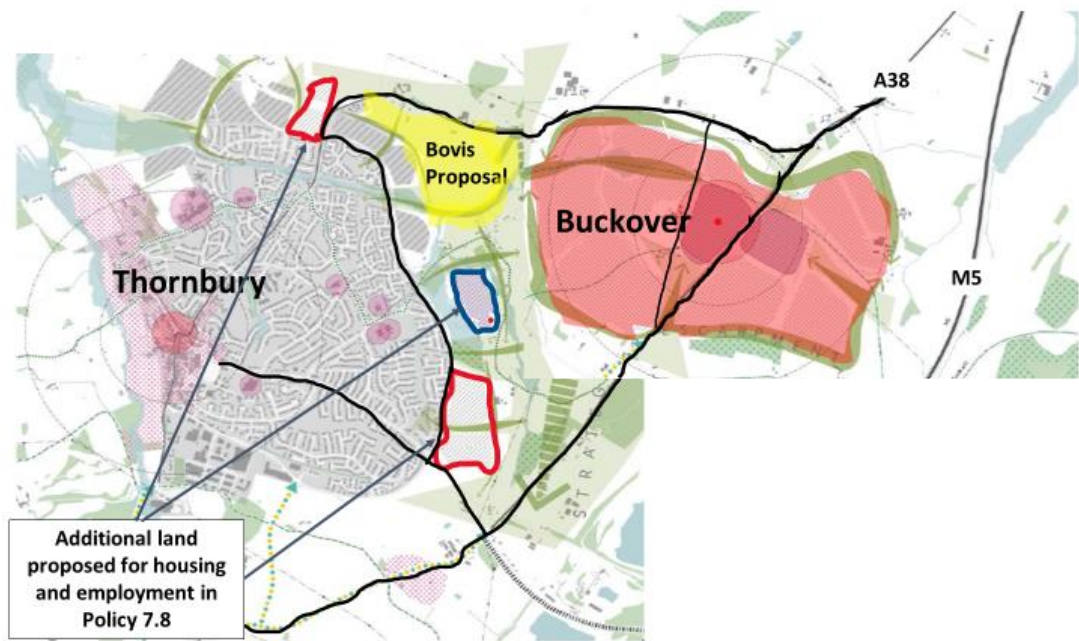 A38
Bovis
Proposal
Buckover
Thornbury
M5
Additional land
proposed for housing
and employment in
Policy 7.8